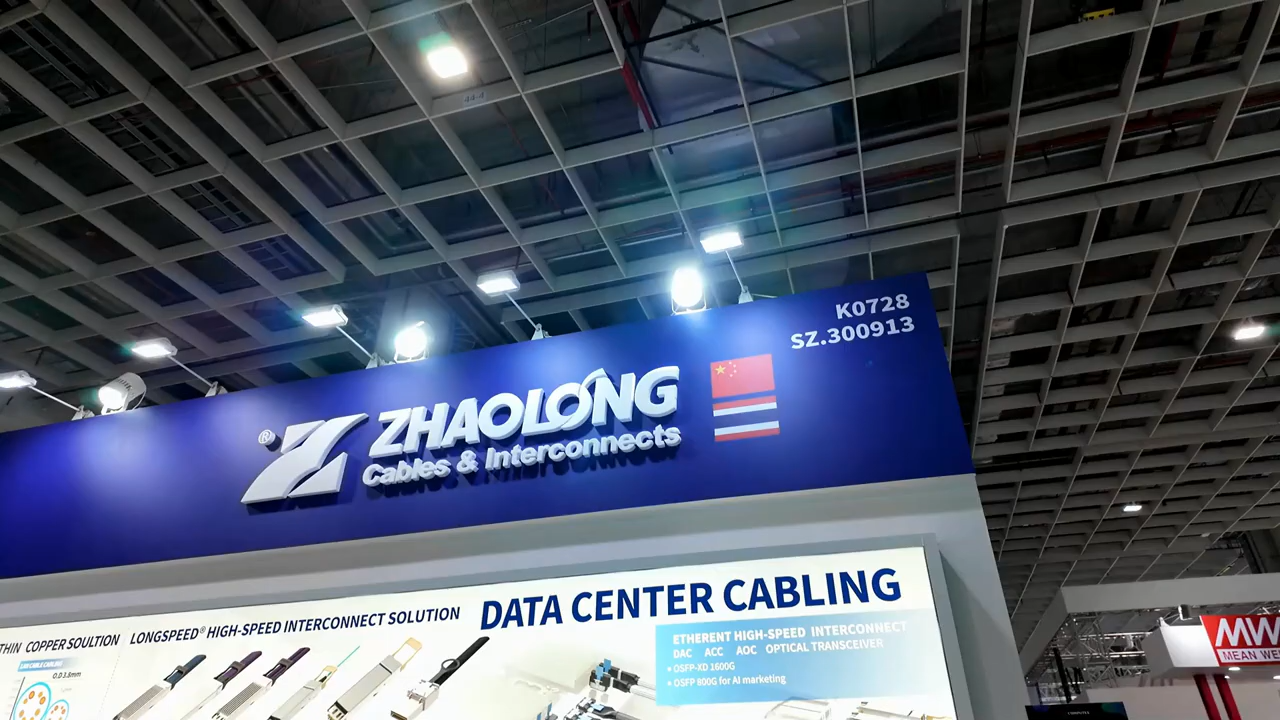 44-4
K0728
SZ.300913
®
ZHAOLONG
Cables & Interconnects
DATA CENTER CABLING
THIN COPPER SOULTION
LONGSPEED® HIGH-SPEED INTERCONNECT SOLUTION
ETHERENT HIGH-SPEED INTERCONNECT
DAC ACC AOC OPTICAL TRANSCEIVER
• OSFP-XD 1600G
• OSFP 800G for AI marketing
O.D 3.8mm
MW
MEAN WE